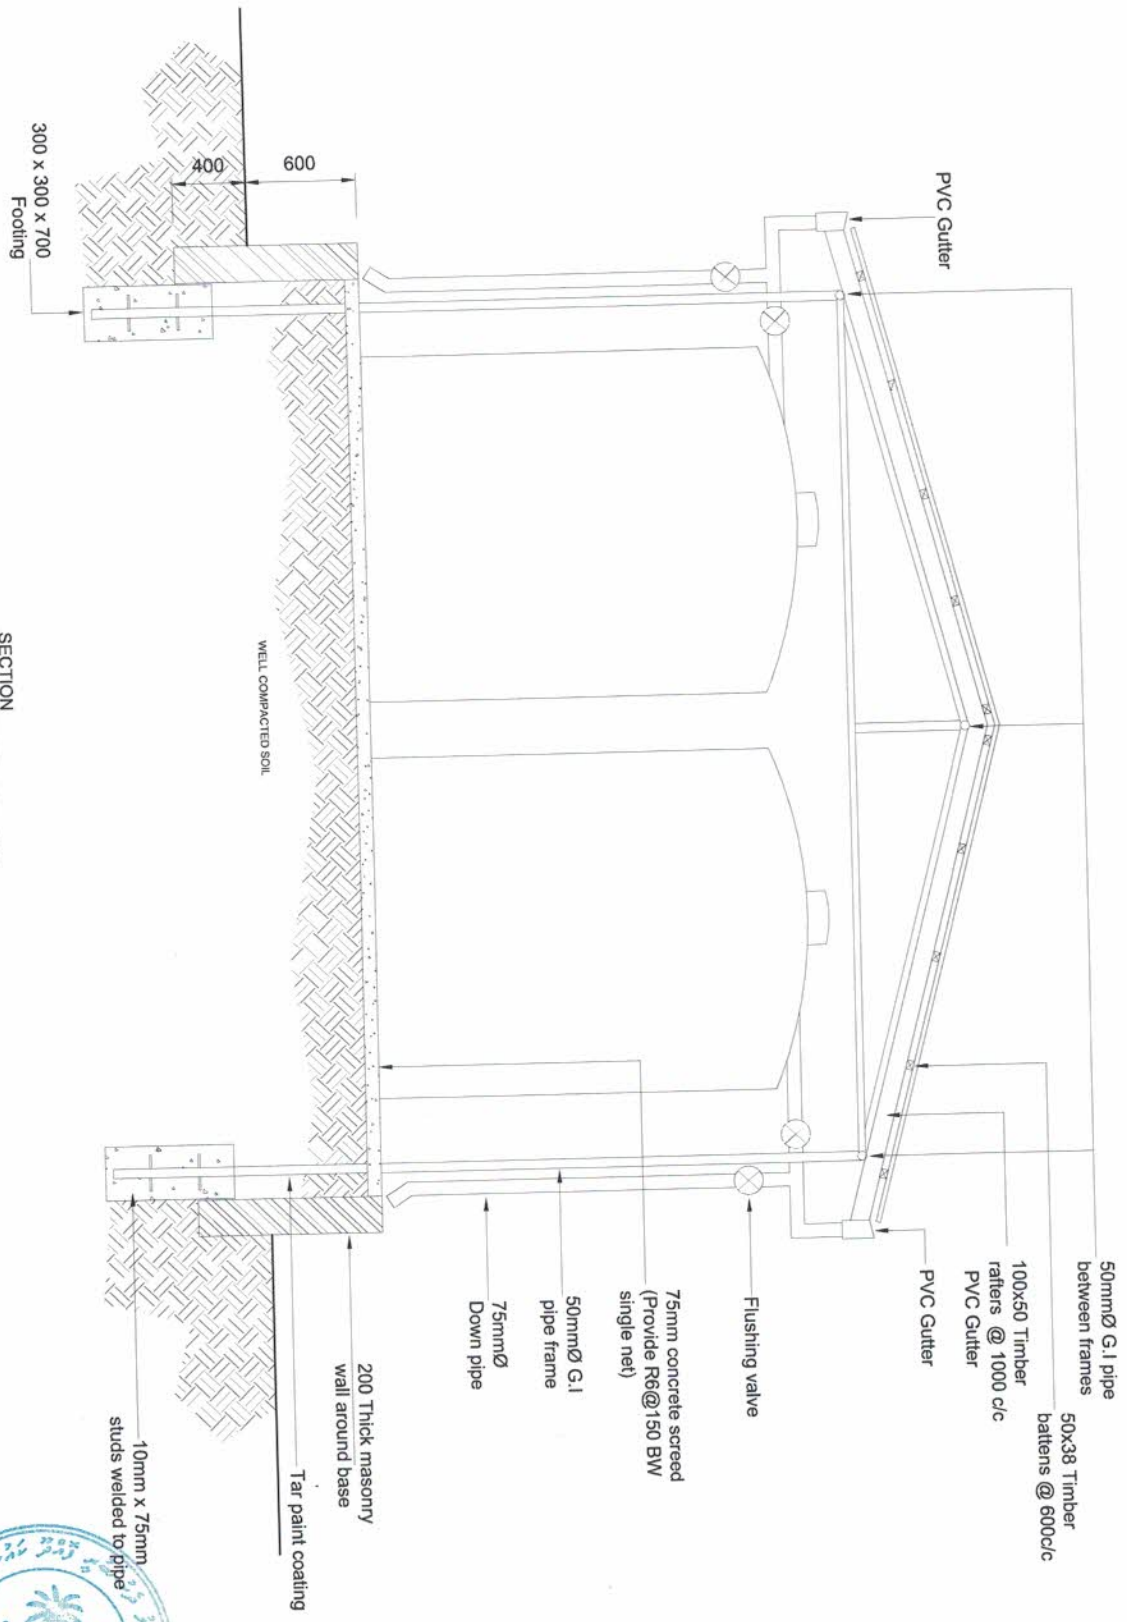 50mmØ G.I pipe
between frames
50x38 Timber
battens @ 600c/c
100x50 Timber
rafters @ 1000 c/c
PVC Gutter
PVC Gutter
PVC Gutter
Flushing valve
75mm concrete screed
(Provide R6@150 BW
single net)
50mmØ G.I
pipe frame
75mmØ
Down pipe
200 Thick masonry
wall around base
Tar paint coating
10mm x 75mm
studs welded to pipe
WELL COMPACTED SOIL
600
400
300 x 300 x 700
Footing
SECTION